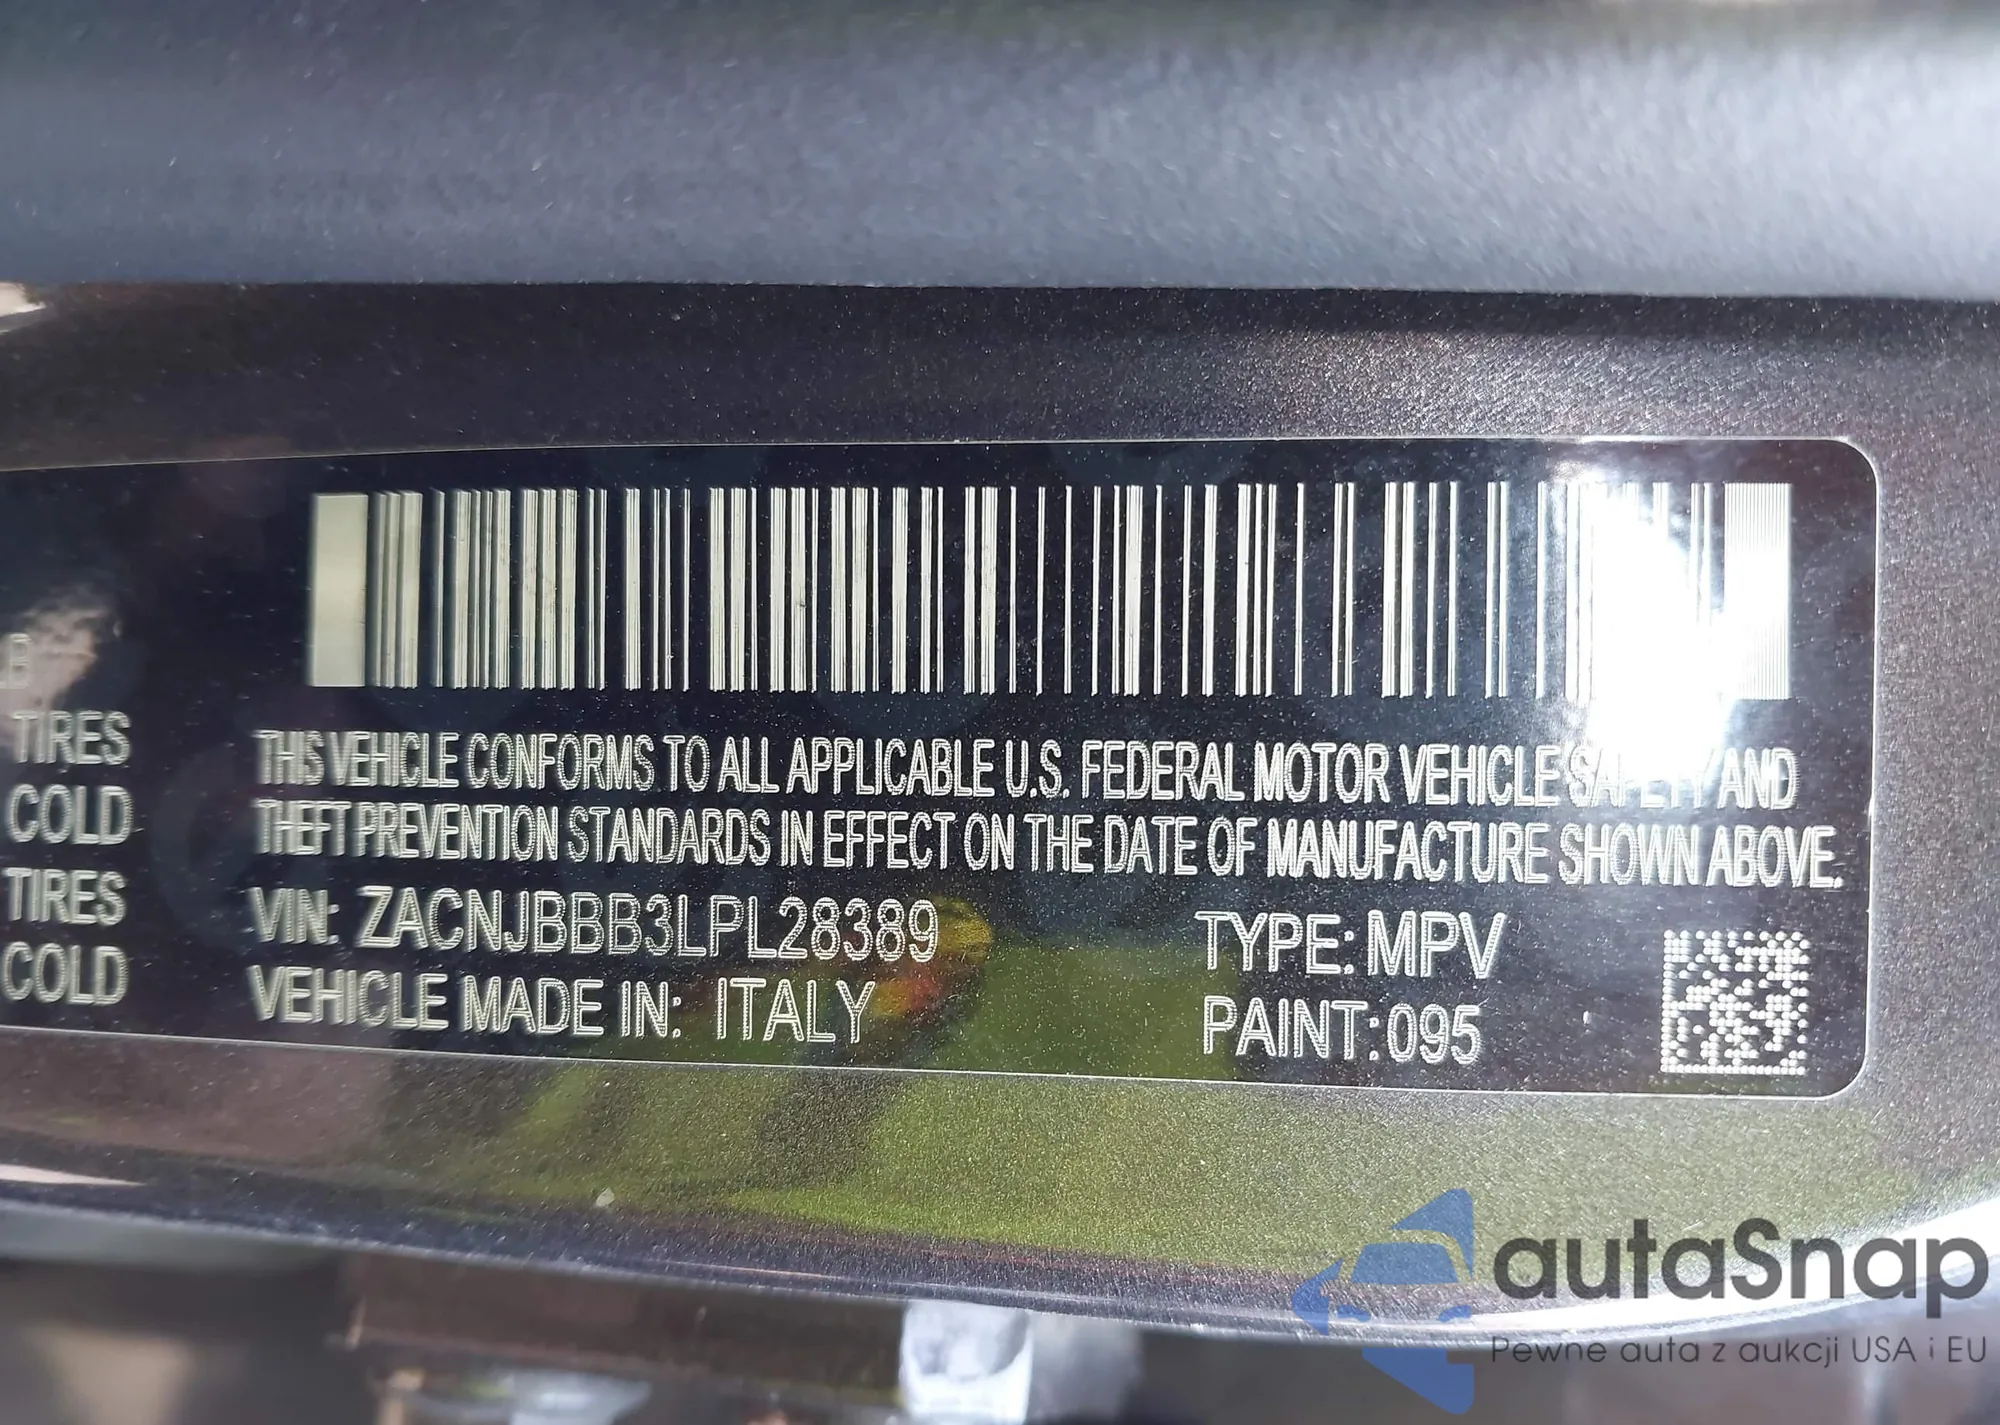 B
TIRES
COLD
TIRES
COLD
THIS VEHICLE CONFORMS TO ALL APPLICABLE U.S. FEDERAL MOTOR VEHICLE SAFETY AND
THEFT PREVENTION STANDARDS IN EFFECT ON THE DATE OF MANUFACTURE SHOWN ABOVE.
VIN: ZACNJBBB3LPL28389
TYPE: MPV
VEHICLE MADE IN: ITALY
PAINT: 095
autaSnap
Pewne auta z aukcji USA i EU